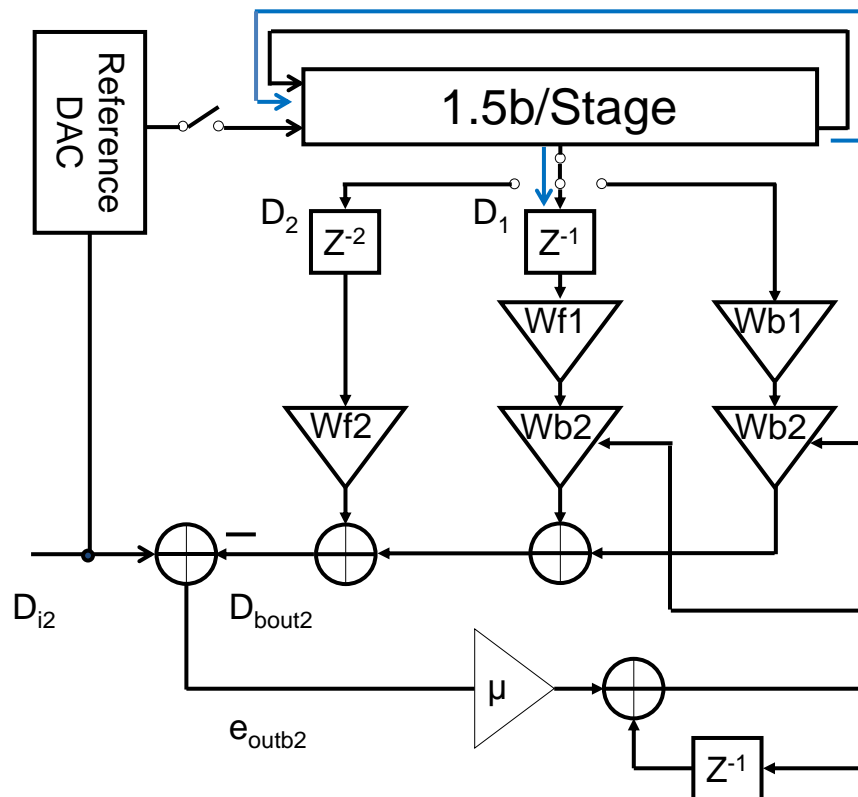 Reference
DAC
1.5b/Stage
D2
Z-2
D1
Z-1
Wf1
Wb1
Wf2
Wb2
Wb2
Di2
Dbout2
eoutb2
µ
Z-1